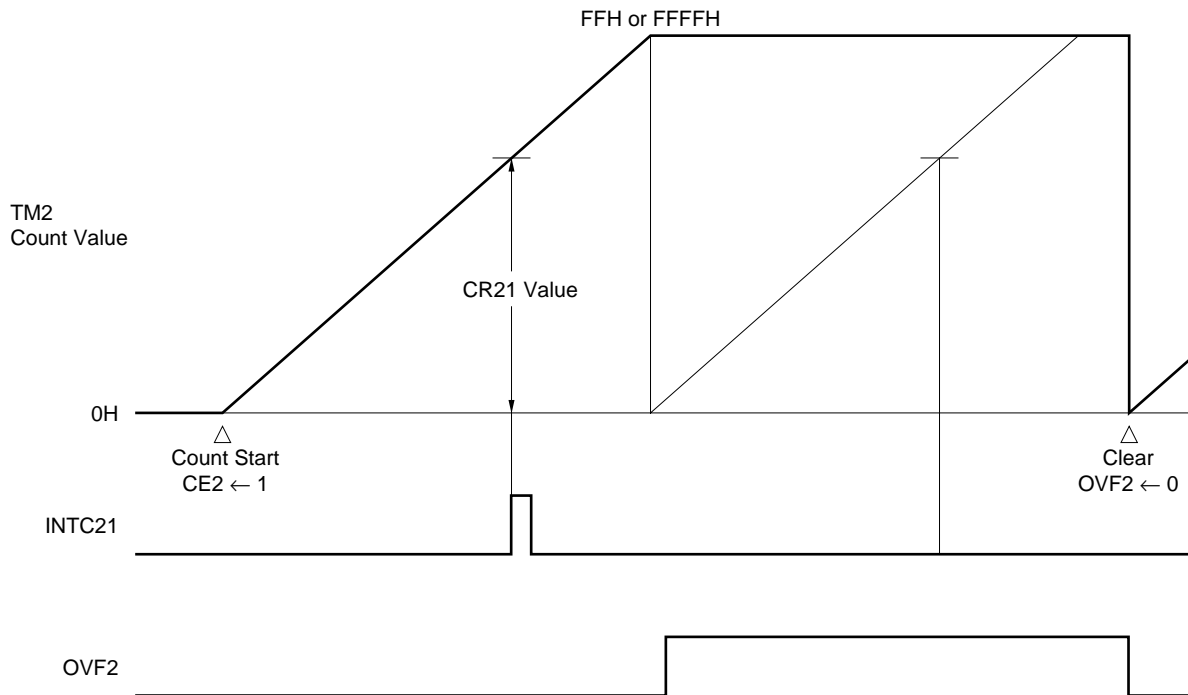 FFH or FFFFH
TM2
Count Value
CR21 Value
0H
Count Start
CE2 ← 1
Clear
OVF2 ← 0
INTC21
OVF2